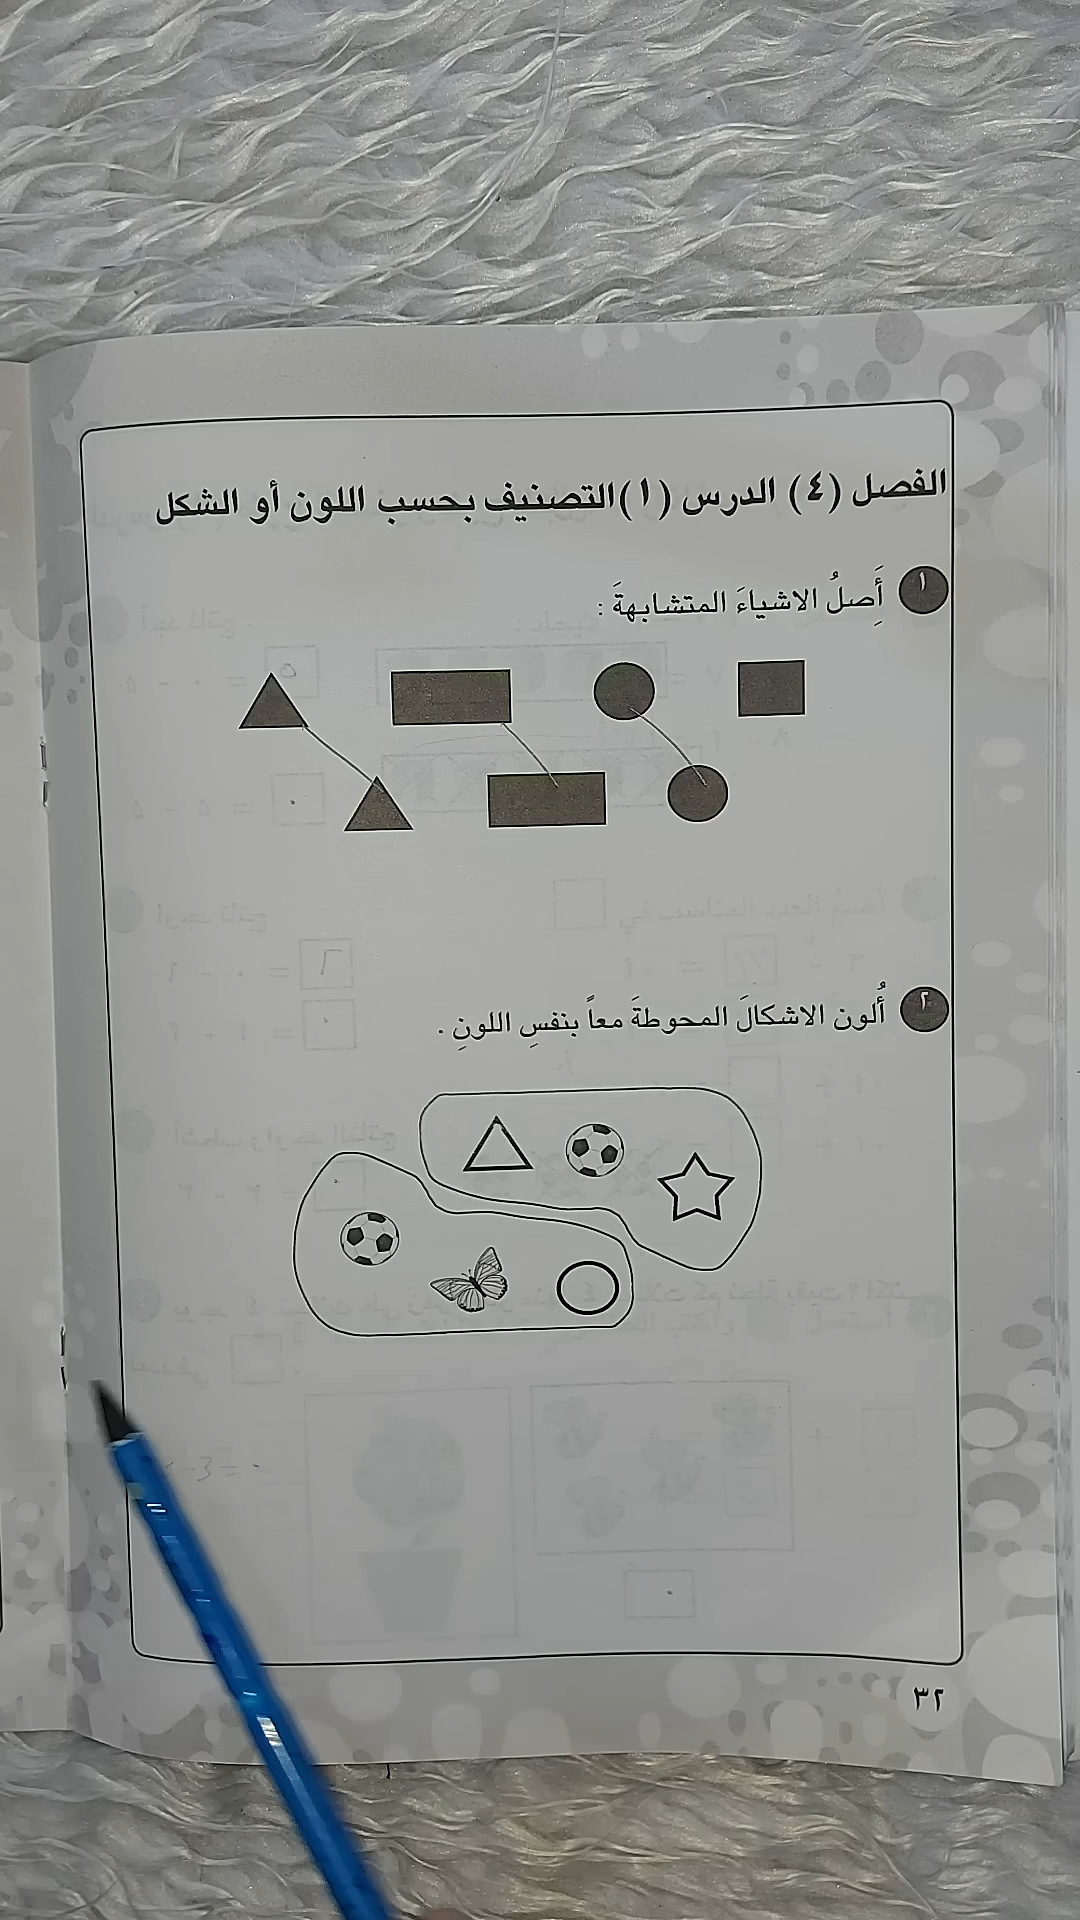 الفصل (٤) الدرس (١) التصنيف بحسب اللون أو الشكل
١ أَصِلُ الاشياءَ المتشابهةَ :
٢ أُلون الاشكالَ المحوطةَ معاً بنفسِ اللونِ .
٣٢